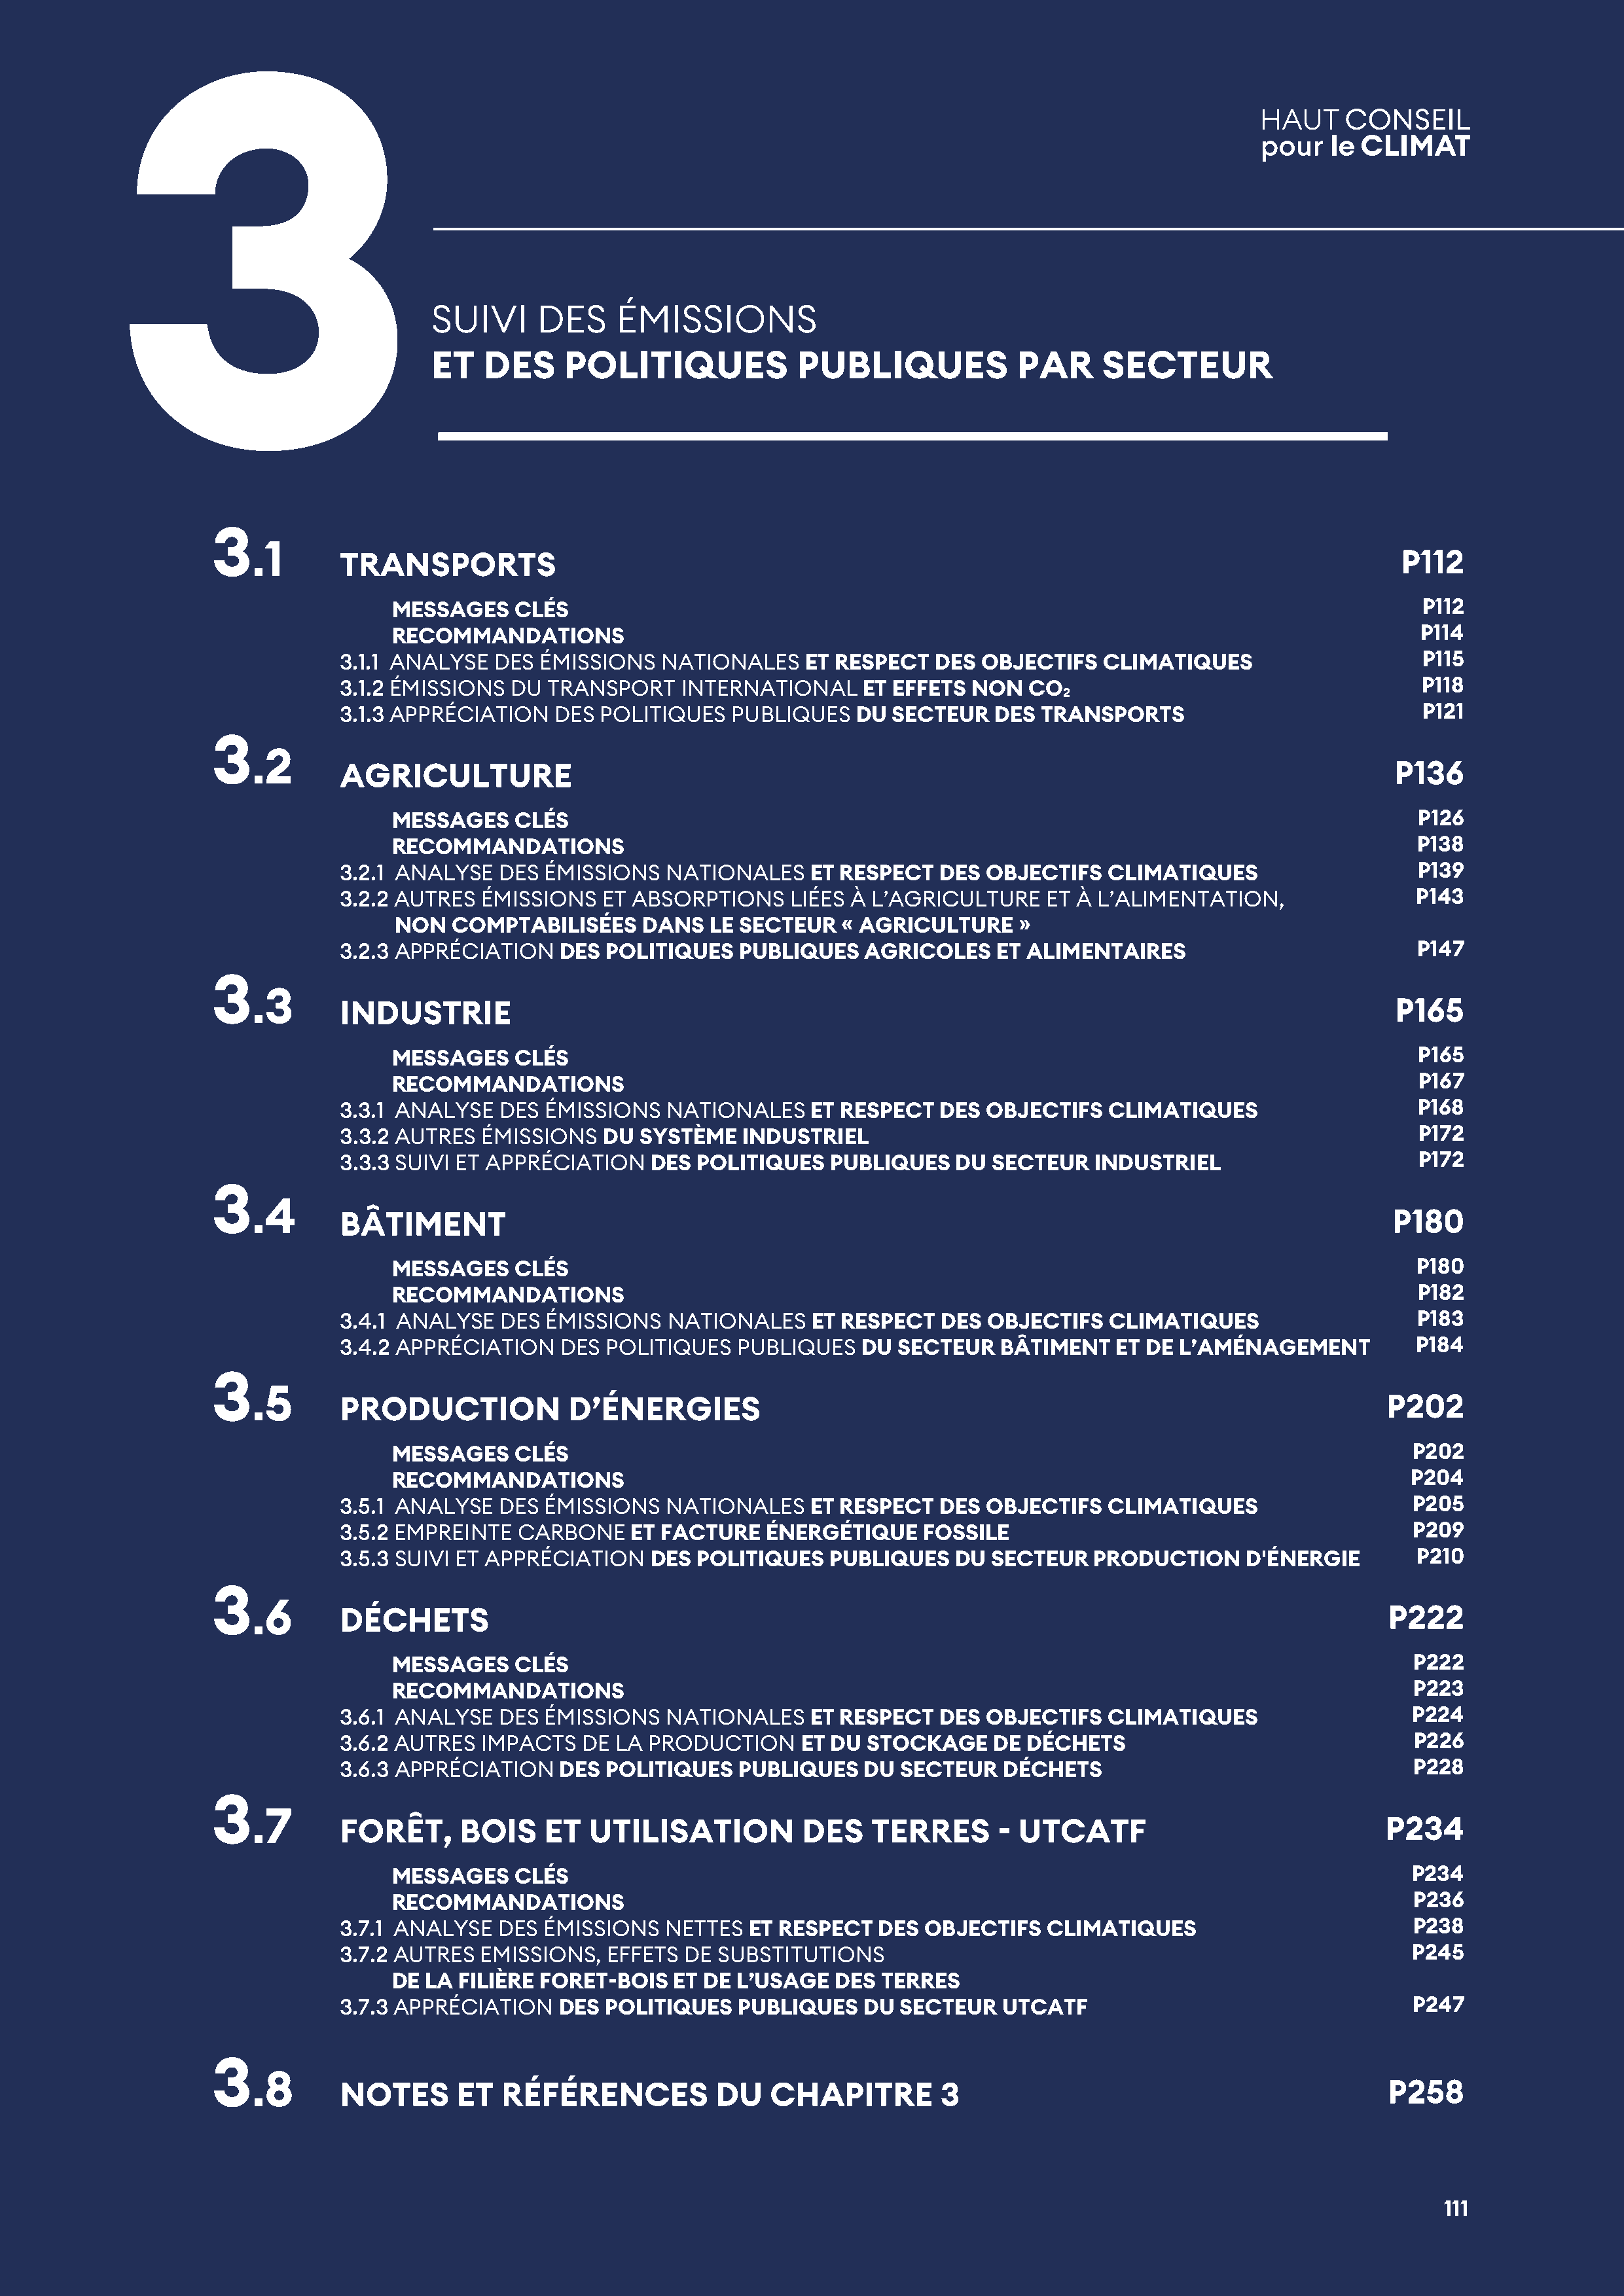 3
HAUT CONSEIL
pour le CLIMAT
SUIVI DES ÉMISSIONS
ET DES POLITIQUES PUBLIQUES PAR SECTEUR
3.1 TRANSPORTS P112
MESSAGES CLÉS P112
RECOMMANDATIONS P114
3.1.1 ANALYSE DES ÉMISSIONS NATIONALES ET RESPECT DES OBJECTIFS CLIMATIQUES P115
3.1.2 ÉMISSIONS DU TRANSPORT INTERNATIONAL ET EFFETS NON CO₂ P118
3.1.3 APPRÉCIATION DES POLITIQUES PUBLIQUES DU SECTEUR DES TRANSPORTS P121
3.2 AGRICULTURE P136
MESSAGES CLÉS P126
RECOMMANDATIONS P138
3.2.1 ANALYSE DES ÉMISSIONS NATIONALES ET RESPECT DES OBJECTIFS CLIMATIQUES P139
3.2.2 AUTRES ÉMISSIONS ET ABSORPTIONS LIÉES À L’AGRICULTURE ET À L’ALIMENTATION, P143
NON COMPTABILISÉES DANS LE SECTEUR « AGRICULTURE »
3.2.3 APPRÉCIATION DES POLITIQUES PUBLIQUES AGRICOLES ET ALIMENTAIRES P147
3.3 INDUSTRIE P165
MESSAGES CLÉS P165
RECOMMANDATIONS P167
3.3.1 ANALYSE DES ÉMISSIONS NATIONALES ET RESPECT DES OBJECTIFS CLIMATIQUES P168
3.3.2 AUTRES ÉMISSIONS DU SYSTÈME INDUSTRIEL P172
3.3.3 SUIVI ET APPRÉCIATION DES POLITIQUES PUBLIQUES DU SECTEUR INDUSTRIEL P172
3.4 BÂTIMENT P180
MESSAGES CLÉS P180
RECOMMANDATIONS P182
3.4.1 ANALYSE DES ÉMISSIONS NATIONALES ET RESPECT DES OBJECTIFS CLIMATIQUES P183
3.4.2 APPRÉCIATION DES POLITIQUES PUBLIQUES DU SECTEUR BÂTIMENT ET DE L’AMÉNAGEMENT P184
3.5 PRODUCTION D’ÉNERGIES P202
MESSAGES CLÉS P202
RECOMMANDATIONS P204
3.5.1 ANALYSE DES ÉMISSIONS NATIONALES ET RESPECT DES OBJECTIFS CLIMATIQUES P205
3.5.2 EMPREINTE CARBONE ET FACTURE ÉNERGÉTIQUE FOSSILE P209
3.5.3 SUIVI ET APPRÉCIATION DES POLITIQUES PUBLIQUES DU SECTEUR PRODUCTION D'ÉNERGIE P210
3.6 DÉCHETS P222
MESSAGES CLÉS P222
RECOMMANDATIONS P223
3.6.1 ANALYSE DES ÉMISSIONS NATIONALES ET RESPECT DES OBJECTIFS CLIMATIQUES P224
3.6.2 AUTRES IMPACTS DE LA PRODUCTION ET DU STOCKAGE DE DÉCHETS P226
3.6.3 APPRÉCIATION DES POLITIQUES PUBLIQUES DU SECTEUR DÉCHETS P228
3.7 FORÊT, BOIS ET UTILISATION DES TERRES - UTCATF P234
MESSAGES CLÉS P234
RECOMMANDATIONS P236
3.7.1 ANALYSE DES ÉMISSIONS NETTES ET RESPECT DES OBJECTIFS CLIMATIQUES P238
3.7.2 AUTRES EMISSIONS, EFFETS DE SUBSTITUTIONS P245
DE LA FILIÈRE FORET-BOIS ET DE L’USAGE DES TERRES
3.7.3 APPRÉCIATION DES POLITIQUES PUBLIQUES DU SECTEUR UTCATF P247
3.8 NOTES ET RÉFÉRENCES DU CHAPITRE 3 P258
111